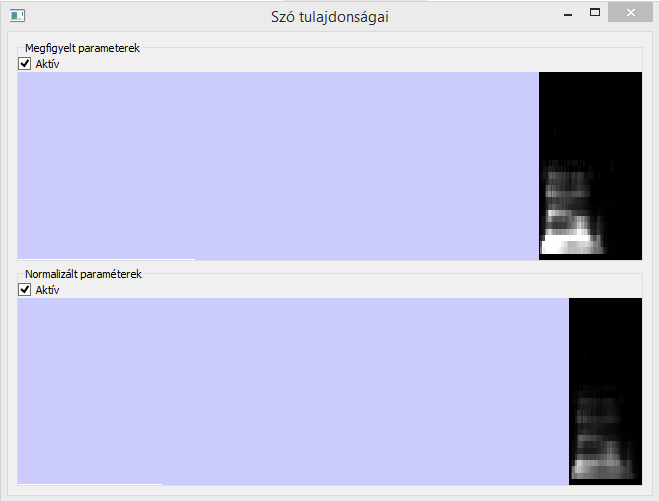 Szó tulajdonságai
Megfigyelt parameterek
Aktív
Normalizált paraméterek
Aktív